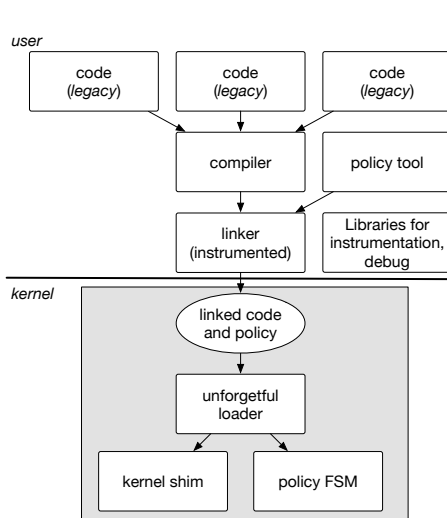 user
code
(legacy)
code
(legacy)
code
(legacy)
compiler
policy tool
linker
(instrumented)
Libraries for
instrumentation,
debug
kernel
linked code
and policy
unforgetful
loader
kernel shim
policy FSM